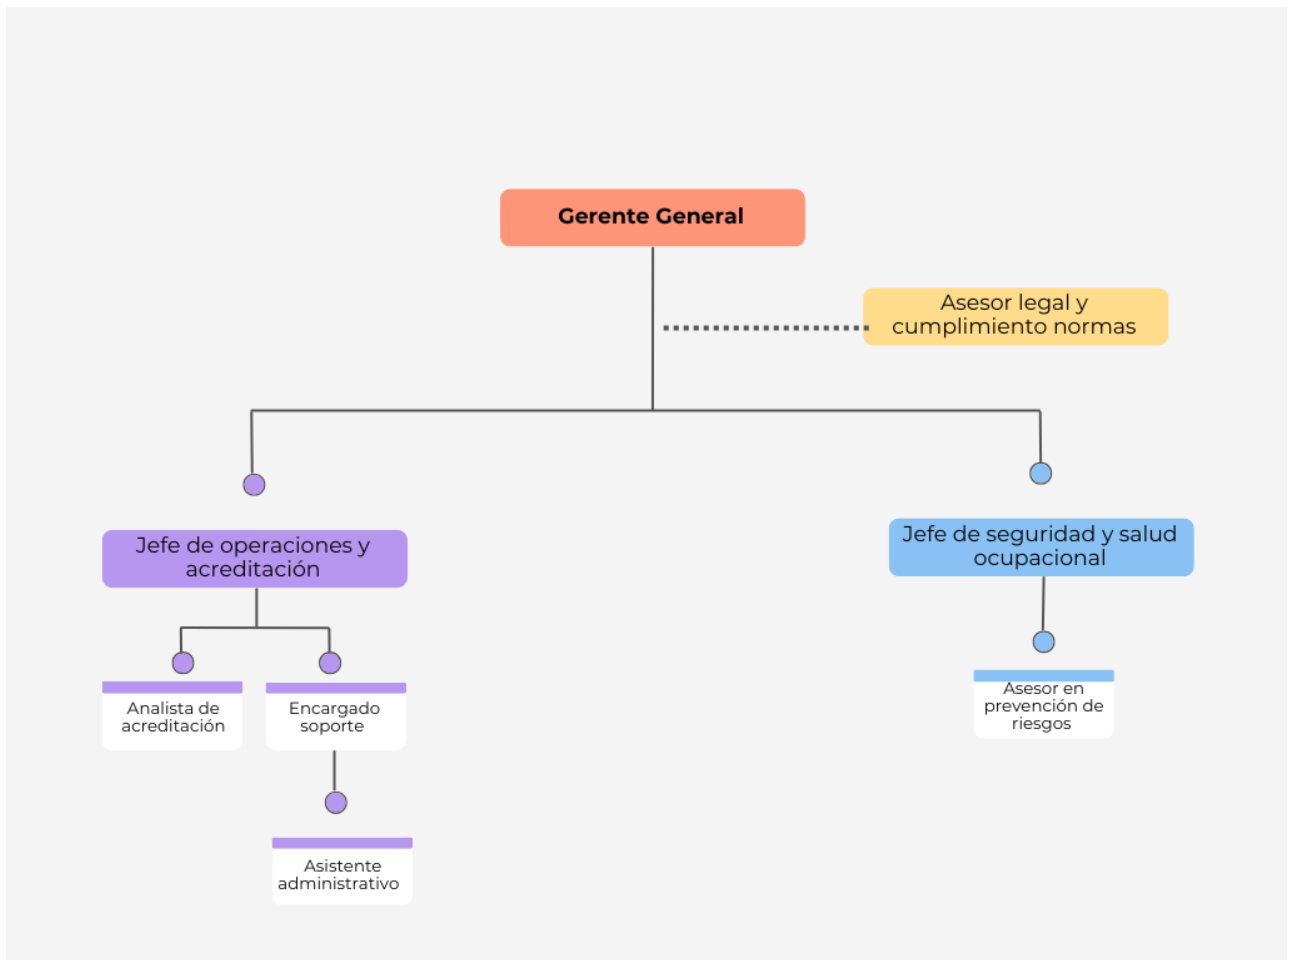 Gerente General
Asesor legal y
cumplimiento normas
Jefe de operaciones y
acreditación
Jefe de seguridad y salud
ocupacional
Analista de
acreditación
Encargado
soporte
Asesor en
prevención de
riesgos
Asistente
administrativo